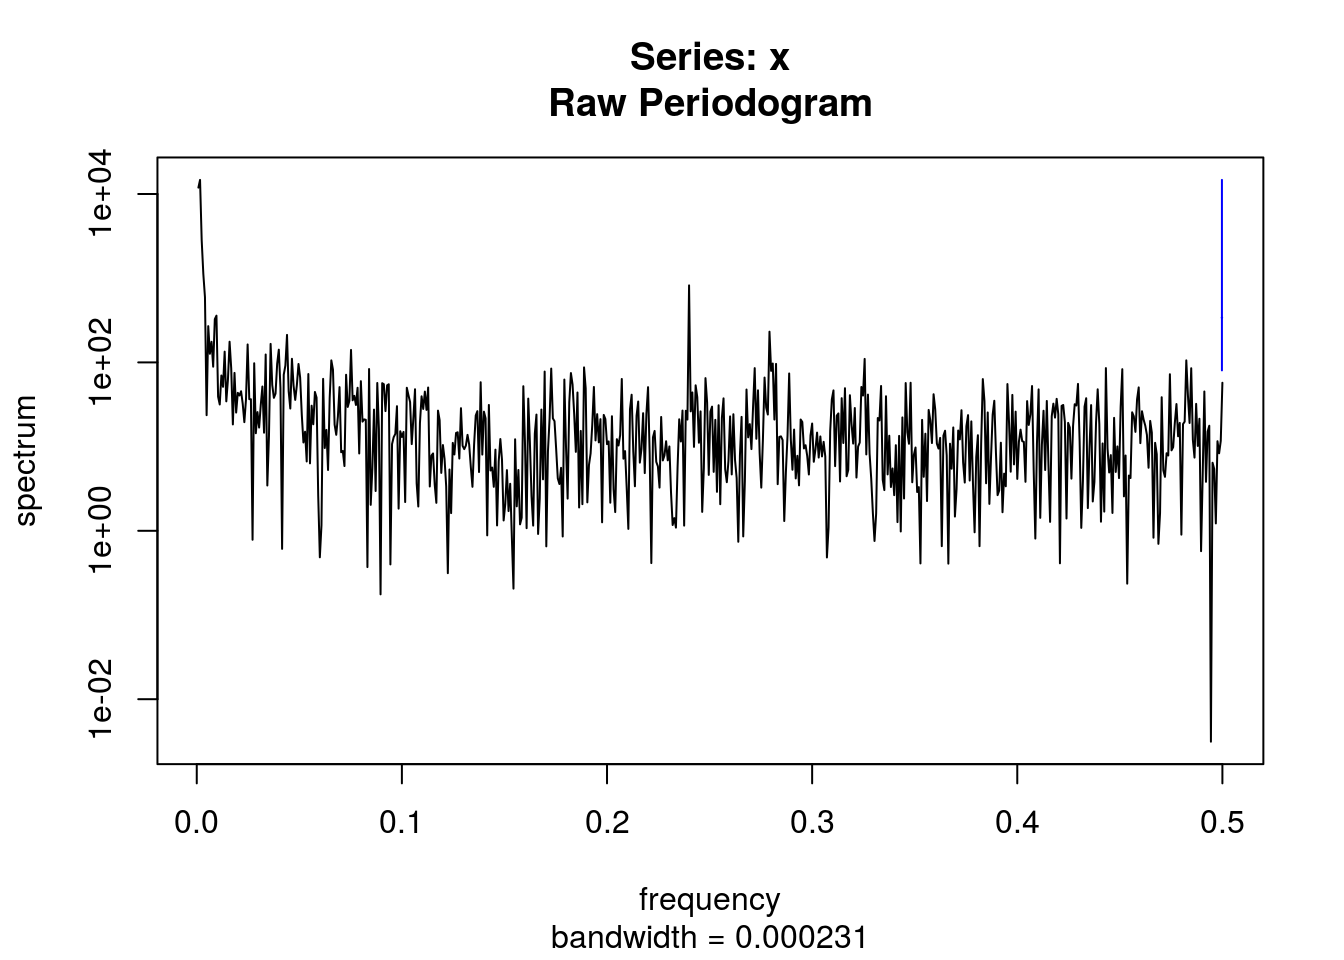 Series: x
Raw Periodogram
1e+04
1e+02
1e+00
1e-02
spectrum
0.0 0.1 0.2 0.3 0.4 0.5
frequency
bandwidth = 0.000231